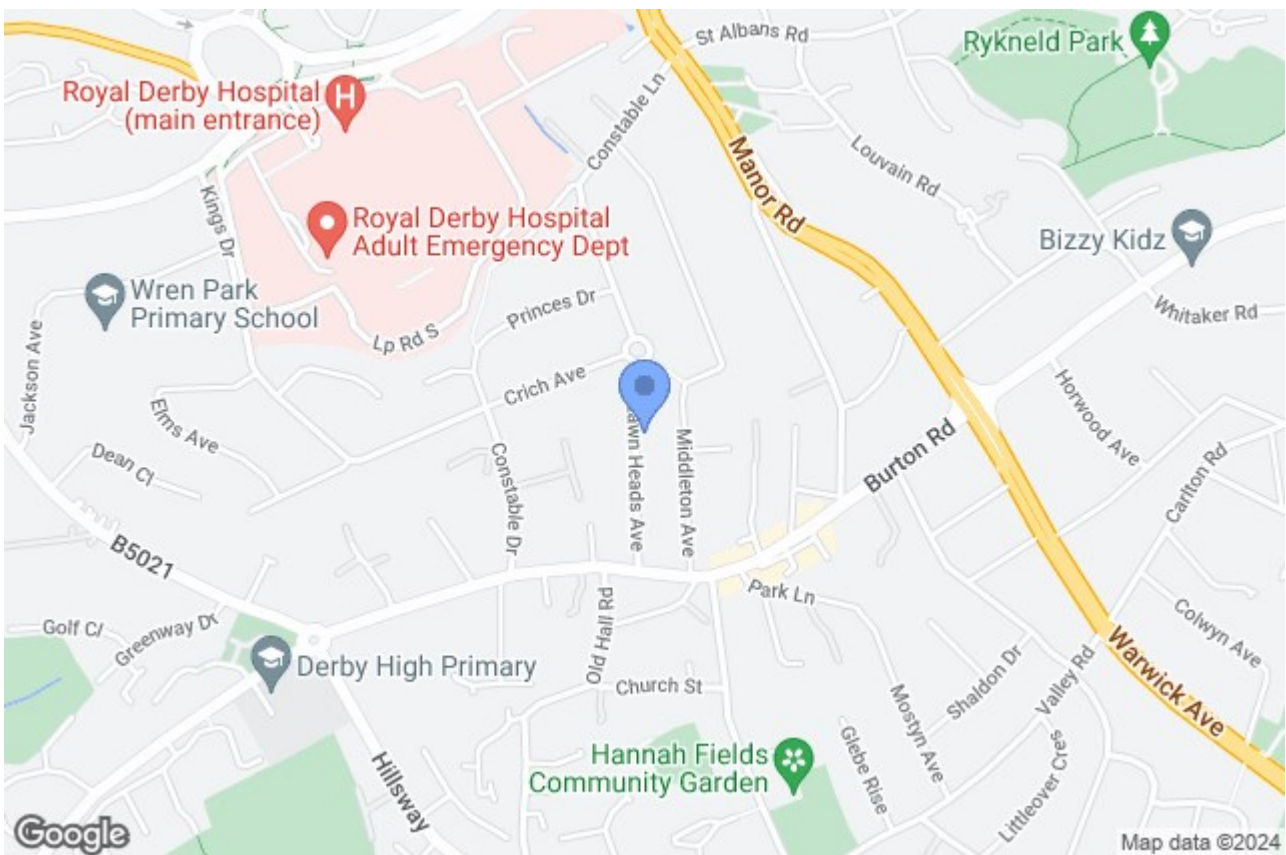 St Albans Rd
Rykneld Park
Royal Derby Hospital
(main entrance)
H
Constable Ln
Manor Rd
Louvain Rd
Kings Dr
Royal Derby Hospital
Adult Emergency Dept
Bizzy Kidz
Wren Park
Primary School
Princes Dr
Whitaker Rd
Lp Rd S
Jackson Ave
Crich Ave
Elms Ave
Horwood Ave
Dean Cl
Constable Dr
Heads Ave
Middleton Ave
Burton Rd
Carlton Rd
B5021
Park Ln
Golf Cl
Greenway Dr
Old Hall Rd
Colwyn Ave
Derby High Primary
Church St
Mostyn Ave
Shaldon Dr
Valley Rd
Warwick Ave
Hillsway
Hannah Fields
Community Garden
Glebe Rise
Littleover Cres
Google
Map data ©2024